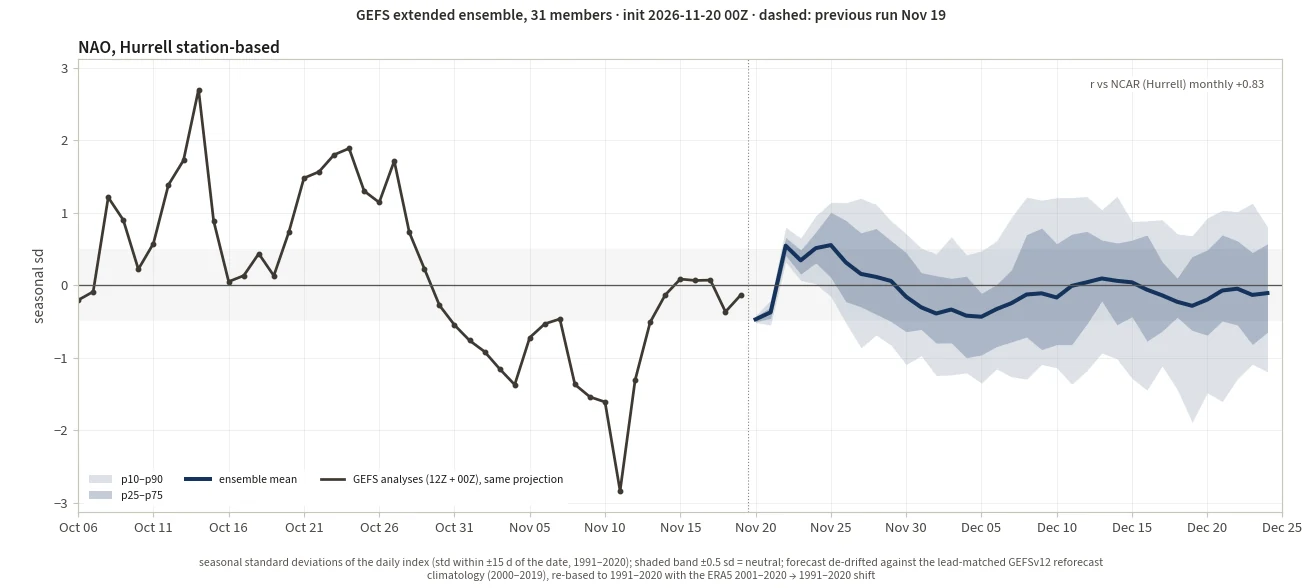 GEFS extended ensemble, 31 members · init 2026-11-20 00Z · dashed: previous run Nov 19
NAO, Hurrell station-based
r vs NCAR (Hurrell) monthly +0.83
seasonal sd
3
2
1
0
−1
−2
−3
p10–p90
ensemble mean
GEFS analyses (12Z + 00Z), same projection
p25–p75
Oct 06 Oct 11 Oct 16 Oct 21 Oct 26 Oct 31 Nov 05 Nov 10 Nov 15 Nov 20 Nov 25 Nov 30 Dec 05 Dec 10 Dec 15 Dec 20 Dec 25
seasonal standard deviations of the daily index (std within ±15 d of the date, 1991–2020); shaded band ±0.5 sd = neutral; forecast de-drifted against the lead-matched GEFSv12 reforecast
climatology (2000–2019), re-based to 1991–2020 with the ERA5 2001–2020 → 1991–2020 shift